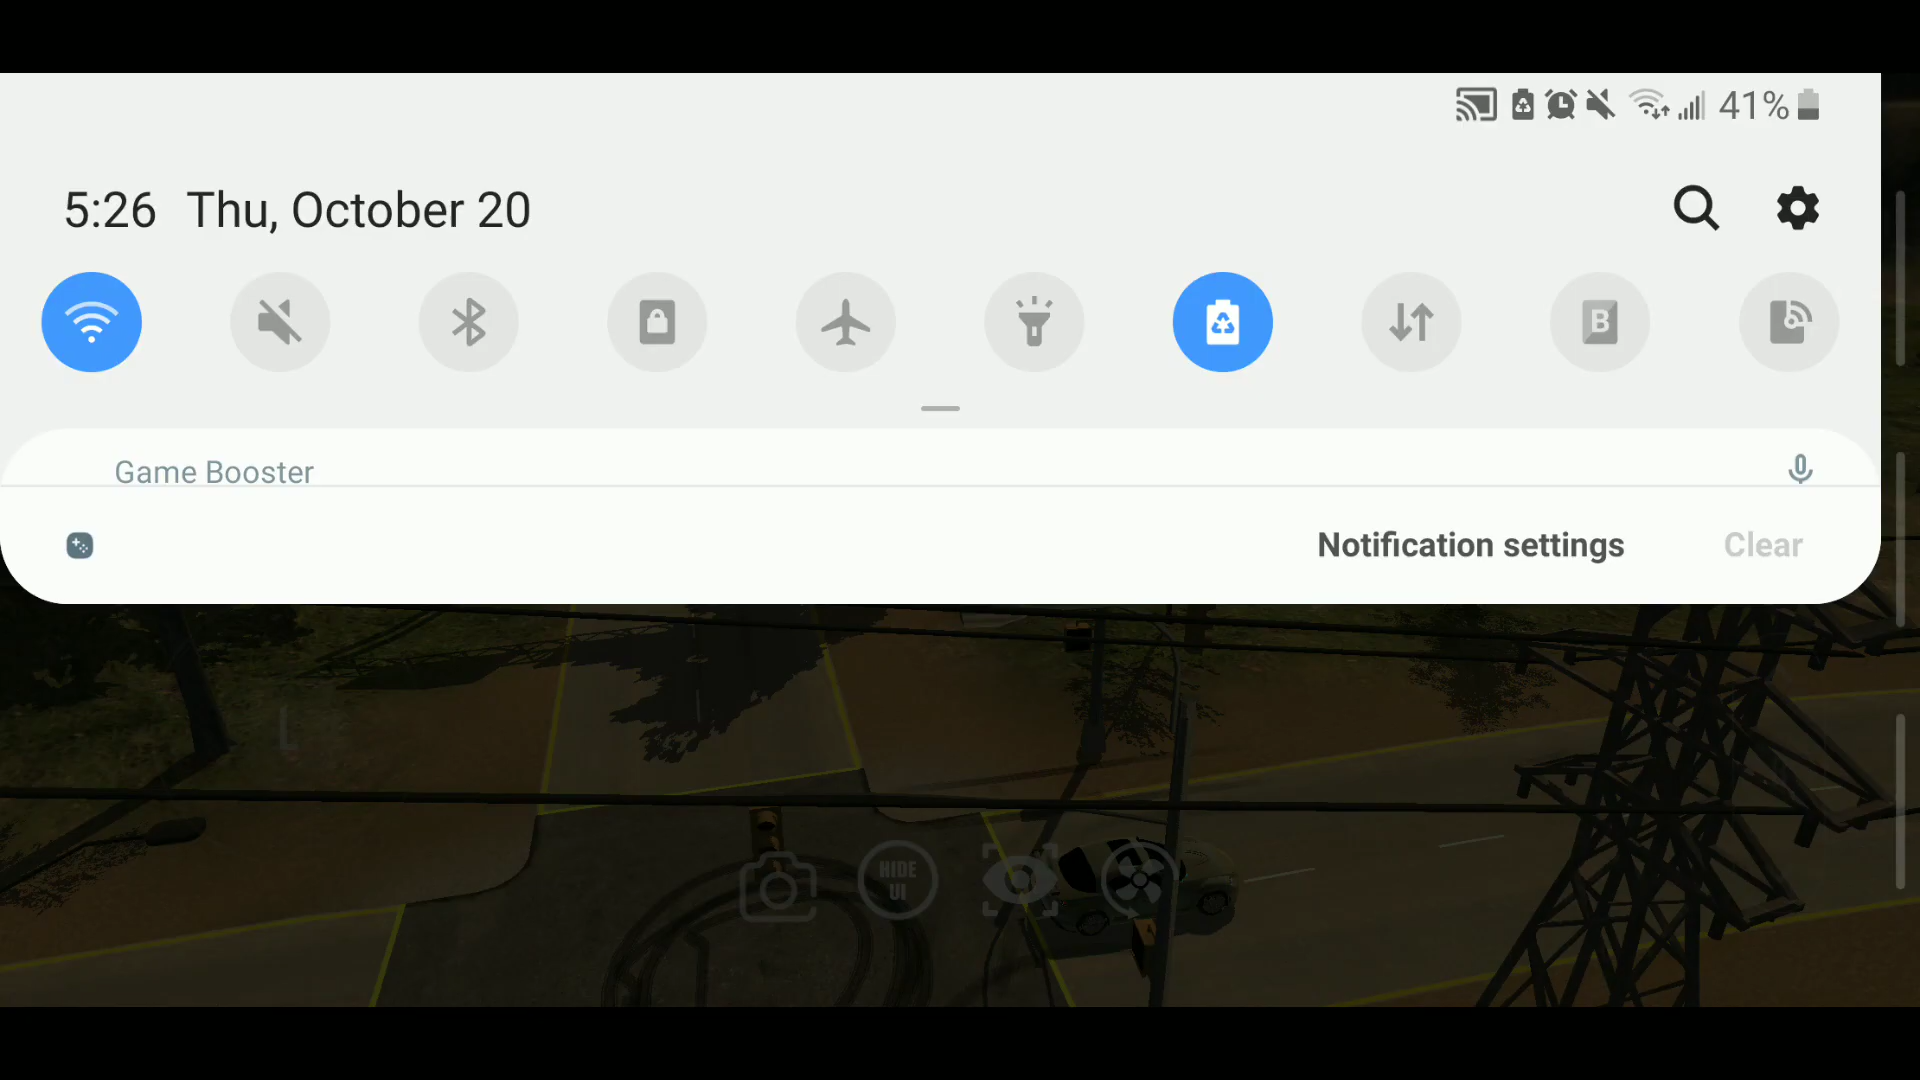 41%
5:26 Thu, October 20
B
Game Booster
Notification settings Clear
L
HIDE
UI